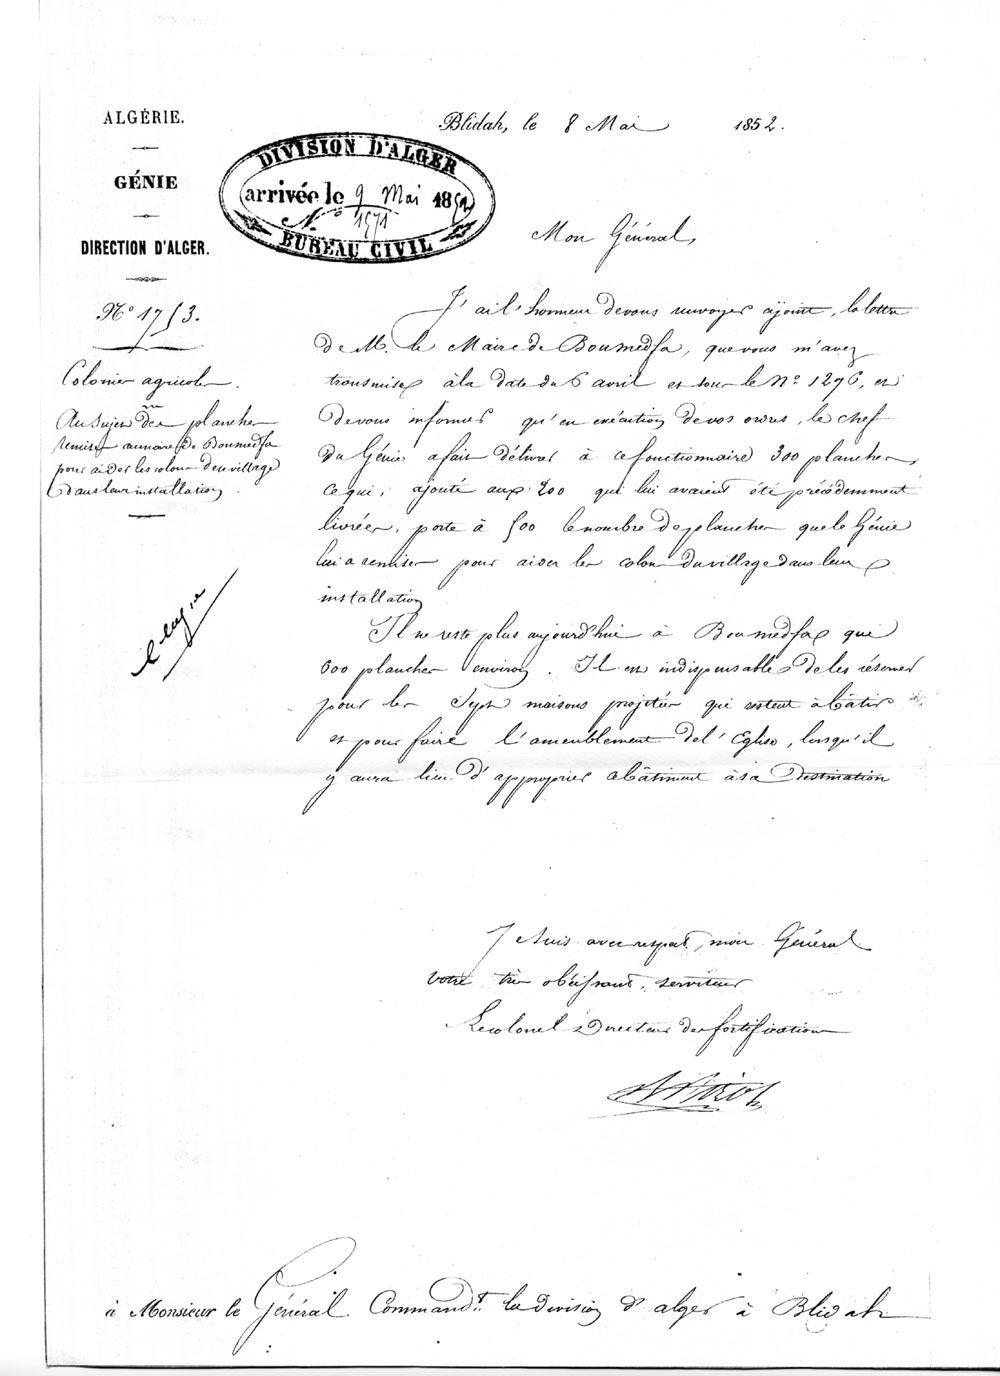 ALGÉRIE.
GÉNIE
DIRECTION D'ALGER.
N° 1753.
Colonies agricoles.
Au sujet des planches
remises au maire de Boumedfa
pour aider les colons de ce village
dans leur installation.
DIVISION D'ALGER
arrivée le 9 Mai 1852
N° 1571
BUREAU CIVIL
Blidah, le 8 Mai 1852.
Mon Général,
J'ai l'honneur de vous renvoyer ci-joint, la lettre
de M. le Maire de Boumedfa, que vous m'avez
transmise à la date du 6 avril et sous le N° 1276, et
de vous informer qu'en exécution de vos ordres, le chef
du Génie a fait délivrer à ce fonctionnaire 300 planches,
ce qui, ajouté aux 200 qui lui avaient été précédemment
livrées, porte à 500 le nombre de planches que le Génie
lui a remises pour aider les colons du village dans leur
installation
Il ne reste plus aujourd'hui à Boumedfa que
600 planches environ. Il est indispensable de les réserver
pour les sept maisons projetées qui restent à bâtir
et pour faire l'ameublement de l'Eglise, lorsqu'il
y aura lieu d'approprier ce bâtiment à sa destination
Je suis avec respect, mon Général
votre très obéissant serviteur
Le colonel Directeur des fortifications
à Monsieur le Général Commandt la division d'alger à Blidah